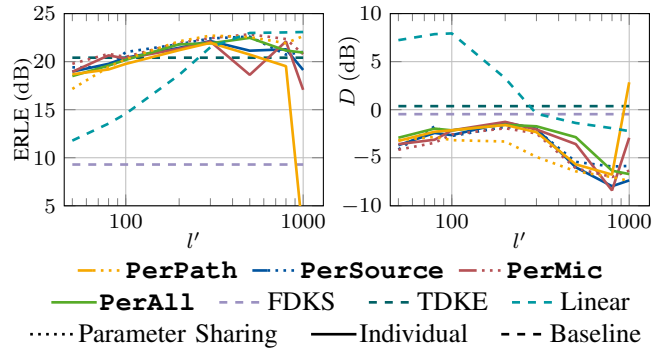 ERLE (dB)
25
20
15
10
5
100
1000
l′
D (dB)
10
5
0
−5
−10
100
1000
l′
PerPath PerSource PerMic
PerAll FDKS TDKE Linear
Parameter Sharing Individual Baseline